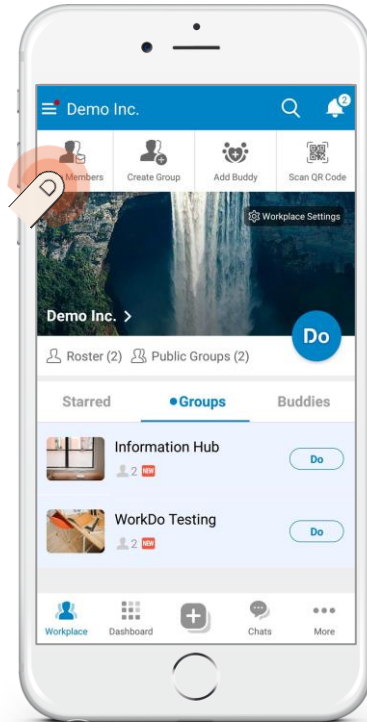 Demo Inc.
2
Members
Create Group
Add Buddy
Scan QR Code
Workplace Settings
Demo Inc. >
Do
Roster (2) Public Groups (2)
Starred
Groups
Buddies
Information Hub
2 NEW
Do
WorkDo Testing
2 NEW
Do
Workplace
Dashboard
Chats
More